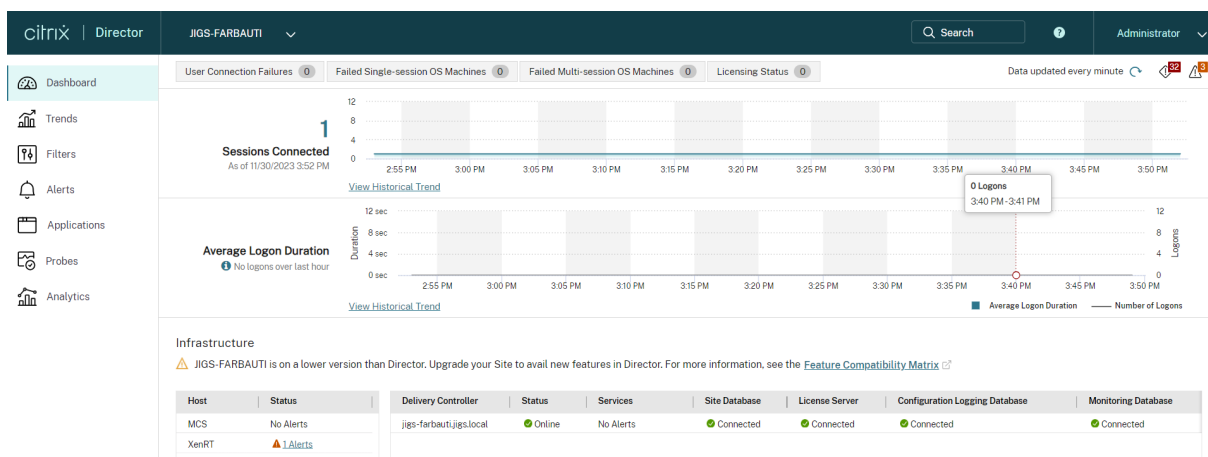 citrix | Director
JIGS-FARBAUTI
Search
Administrator
Dashboard
Trends
Filters
Alerts
Applications
Probes
Analytics
User Connection Failures 0
Failed Single-session OS Machines 0
Failed Multi-session OS Machines 0
Licensing Status 0
Data updated every minute
32
3
1
Sessions Connected
As of 11/30/2023 3:52 PM
12
8
4
0
2:55 PM 3:00 PM 3:05 PM 3:10 PM 3:15 PM 3:20 PM 3:25 PM 3:30 PM 3:35 PM 3:40 PM 3:45 PM 3:50 PM
View Historical Trend
0 Logons
3:40 PM-3:41 PM
Average Logon Duration
No logons over last hour
Duration
12 sec
8 sec
4 sec
0 sec
12
8
4
0
Logons
2:55 PM 3:00 PM 3:05 PM 3:10 PM 3:15 PM 3:20 PM 3:25 PM 3:30 PM 3:35 PM 3:40 PM 3:45 PM 3:50 PM
View Historical Trend
Average Logon Duration
Number of Logons
Infrastructure
JIGS-FARBAUTI is on a lower version than Director. Upgrade your Site to avail new features in Director. For more information, see the Feature Compatibility Matrix
Host Status
MCS No Alerts
XenRT 1 Alerts
Delivery Controller Status Services Site Database License Server Configuration Logging Database Monitoring Database
jigs-farbauti.jigs.local Online No Alerts Connected Connected Connected Connected